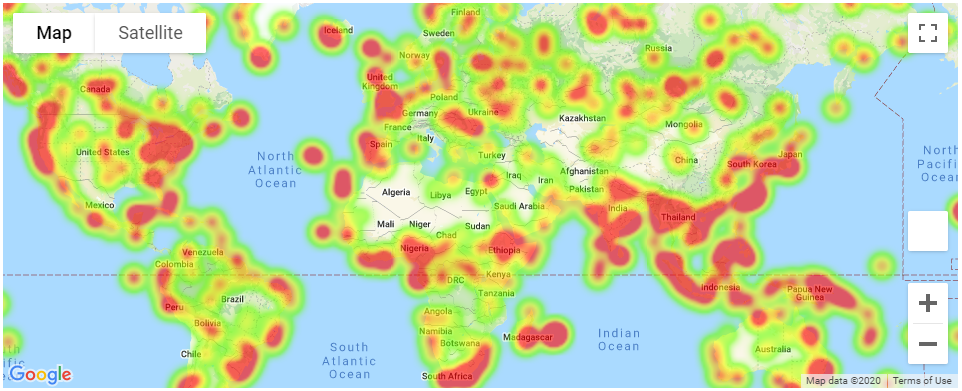 Map
Satellite
Iceland
Finland
Sweden
Norway
Russia
United
Kingdom
Canada
Poland
Germany
Ukraine
Kazakhstan
Mongolia
France
Italy
Spain
Turkey
United States
North
Atlantic
Ocean
China
South Korea
Japan
North
Pacific
Ocean
Iraq
Iran
Afghanistan
Pakistan
Algeria
Libya
Egypt
Saudi Arabia
India
Mexico
Mali
Niger
Chad
Sudan
Thailand
Venezuela
Colombia
Nigeria
Ethiopia
DRC
Kenya
Tanzania
Indonesia
Papua New
Guinea
Peru
Brazil
Bolivia
Angola
Namibia
Botswana
Madagascar
Chile
South
Atlantic
Ocean
Indian
Ocean
Australia
South Africa
Google
Map data ©2020
Terms of Use